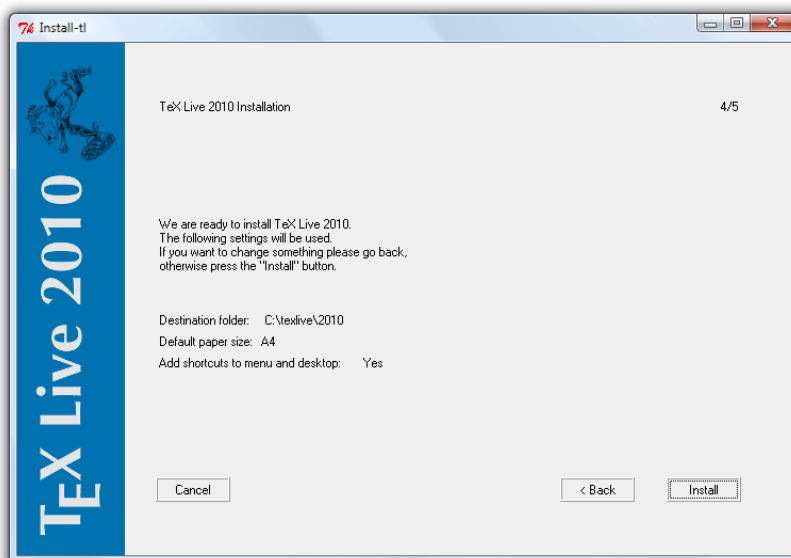 Install-tl
TeX Live 2010
TeX Live 2010 Installation 4/5
We are ready to install TeX Live 2010.
The following settings will be used.
If you want to change something please go back,
otherwise press the "Install" button.
Destination folder: C:\texlive\2010
Default paper size: A4
Add shortcuts to menu and desktop: Yes
Cancel < Back Install